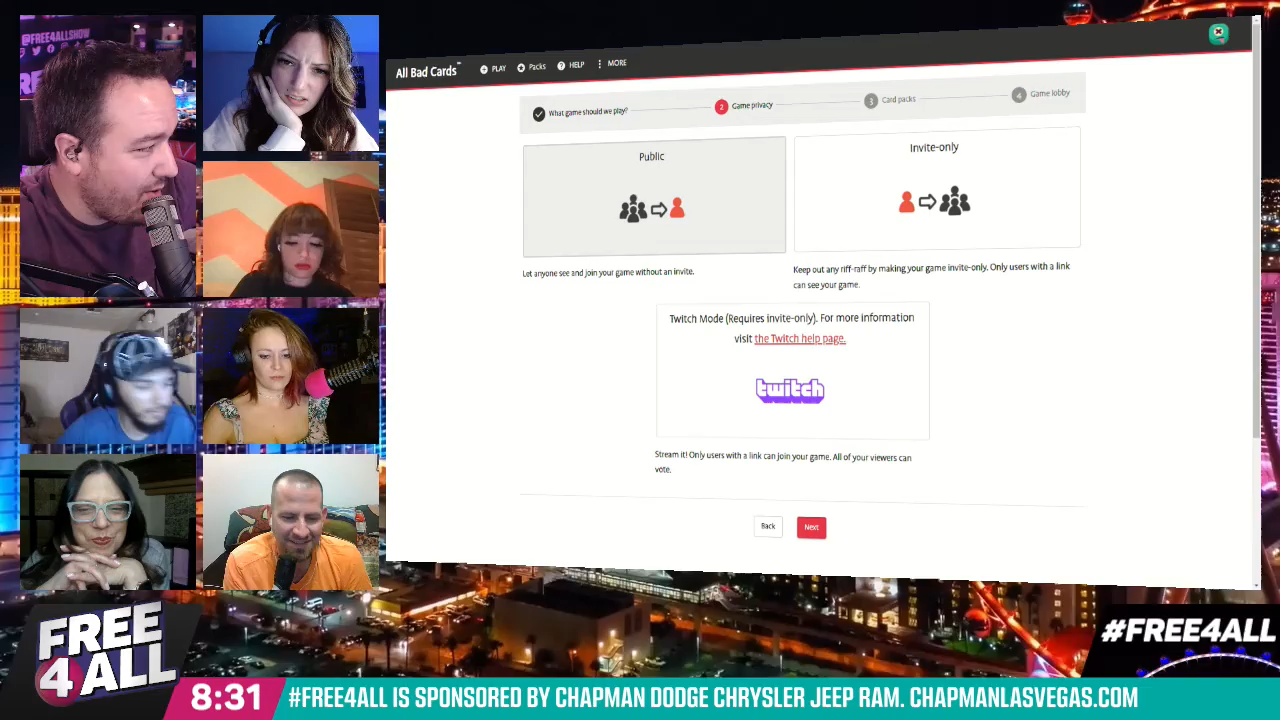 @FREE4ALLSHOW
All Bad Cards™
PLAY
Packs
HELP
MORE
What game should we play?
2
Game privacy
3
Card packs
4
Game lobby
Public
Let anyone see and join your game without an invite.
Invite-only
Keep out any riff-raff by making your game invite-only. Only users with a link
can see your game.
Twitch Mode (Requires invite-only). For more information
visit the Twitch help page.
twitch
Stream it! Only users with a link can join your game. All of your viewers can
vote.
Back
Next
FREE
4 ALL
#FREE4ALL
8:31
#FREE4ALL IS SPONSORED BY CHAPMAN DODGE CHRYSLER JEEP RAM. CHAPMANLASVEGAS.COM